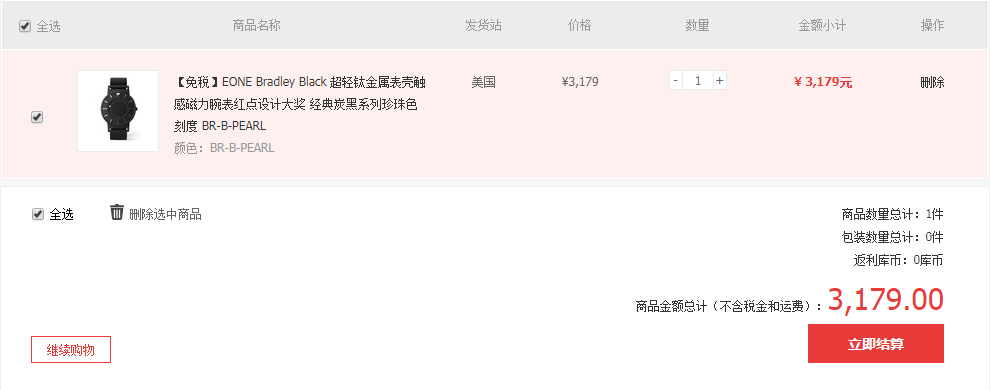 全选 商品名称 发货站 价格 数量 金额小计 操作
【免税】EONE Bradley Black 超轻钛金属表壳触
感磁力腕表红点设计大奖 经典炭黑系列珍珠色
刻度 BR-B-PEARL
颜色：BR-B-PEARL
美国 ¥3,179 - 1 + ¥ 3,179元 删除
全选 删除选中商品
商品数量总计：1件
包装数量总计：0件
返利库币：0库币
商品金额总计（不含税金和运费）：3,179.00
继续购物 立即结算